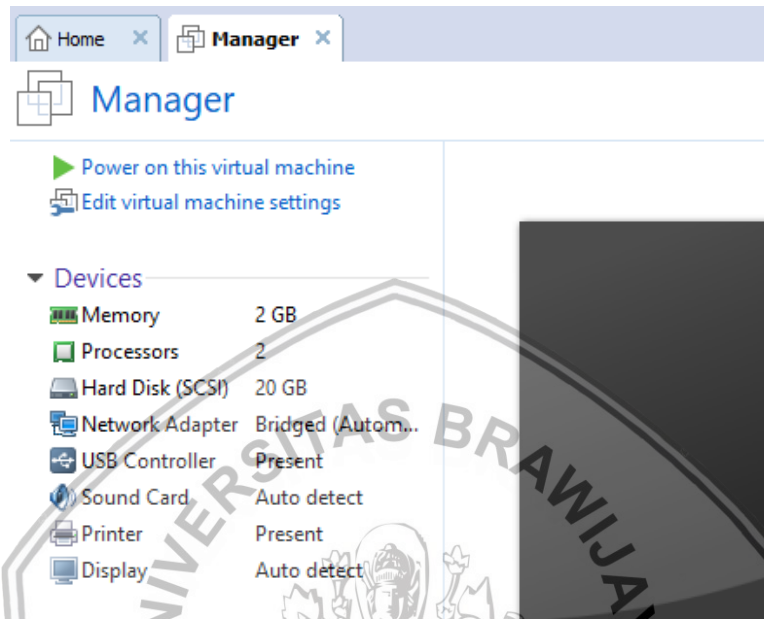 Home Manager
Manager
Power on this virtual machine
Edit virtual machine settings
Devices
Memory 2 GB
Processors 2
Hard Disk (SCSI) 20 GB
Network Adapter Bridged (Autom...
USB Controller Present
Sound Card Auto detect
Printer Present
Display Auto detect
NIVERSITAS BRAWIJAY